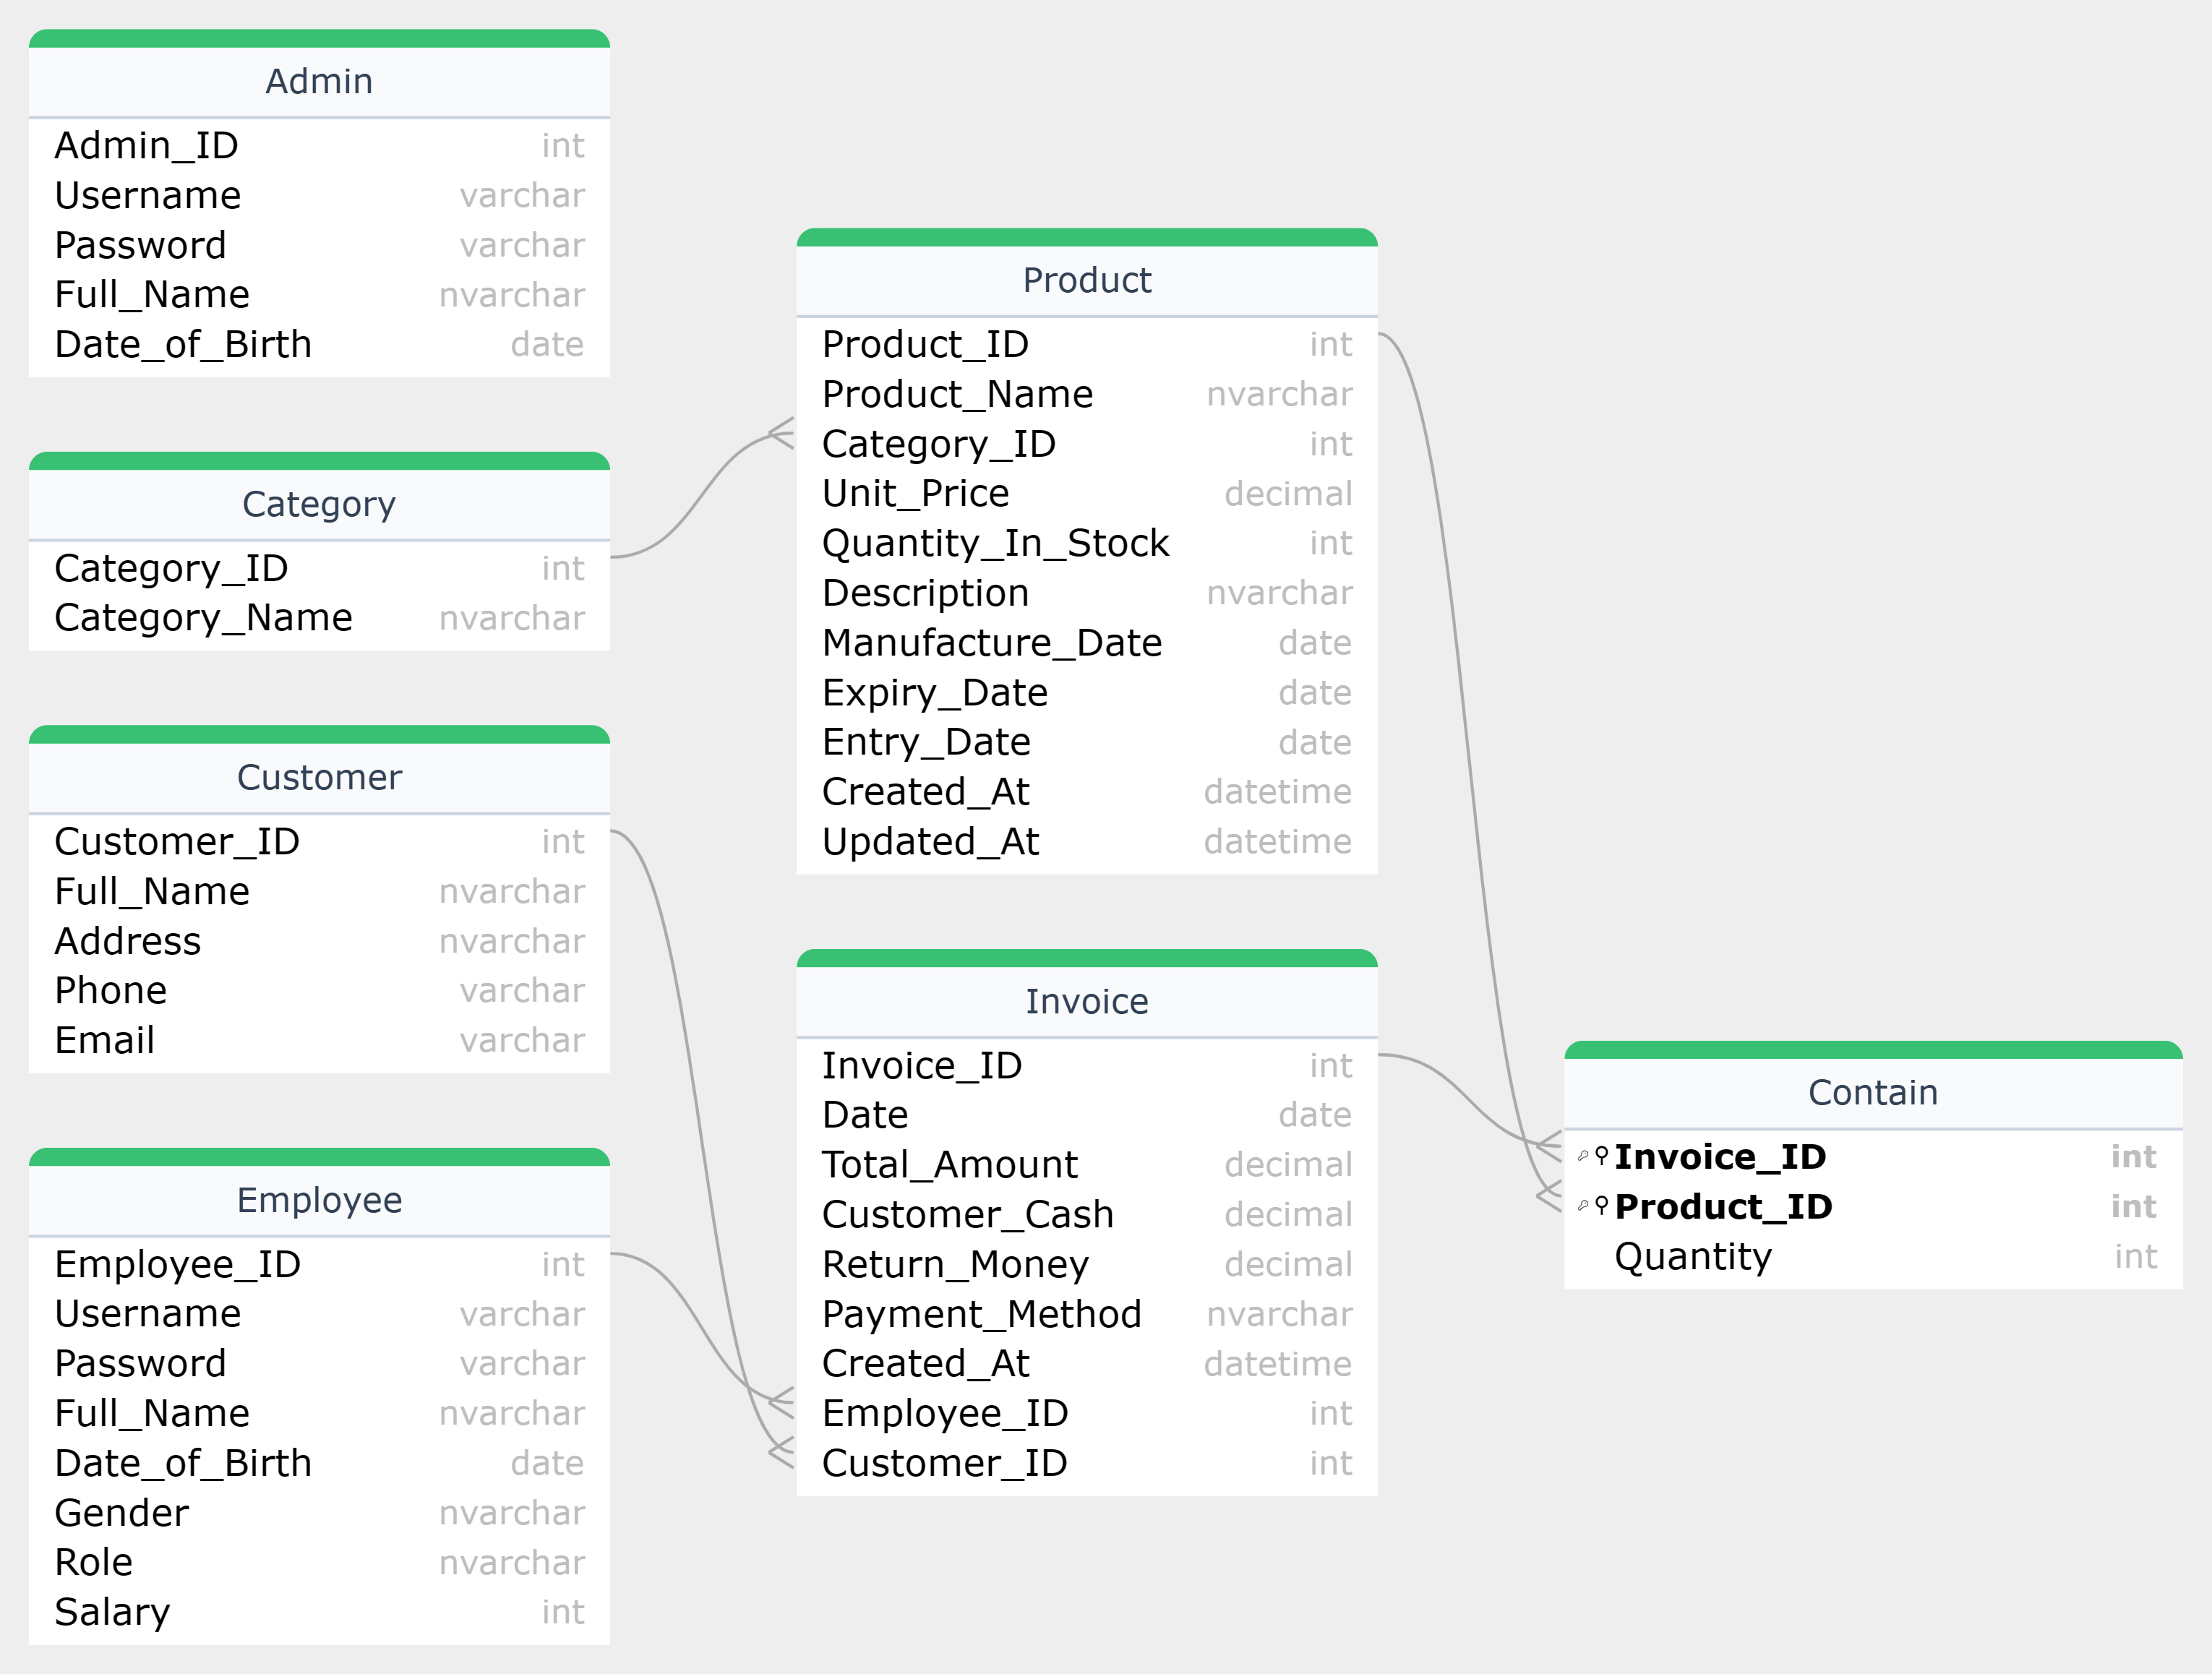 Admin
Admin_ID int
Username varchar
Password varchar
Full_Name nvarchar
Date_of_Birth date
Category
Category_ID int
Category_Name nvarchar
Customer
Customer_ID int
Full_Name nvarchar
Address nvarchar
Phone varchar
Email varchar
Employee
Employee_ID int
Username varchar
Password varchar
Full_Name nvarchar
Date_of_Birth date
Gender nvarchar
Role nvarchar
Salary int
Product
Product_ID int
Product_Name nvarchar
Category_ID int
Unit_Price decimal
Quantity_In_Stock int
Description nvarchar
Manufacture_Date date
Expiry_Date date
Entry_Date date
Created_At datetime
Updated_At datetime
Invoice
Invoice_ID int
Date date
Total_Amount decimal
Customer_Cash decimal
Return_Money decimal
Payment_Method nvarchar
Created_At datetime
Employee_ID int
Customer_ID int
Contain
Invoice_ID int
Product_ID int
Quantity int